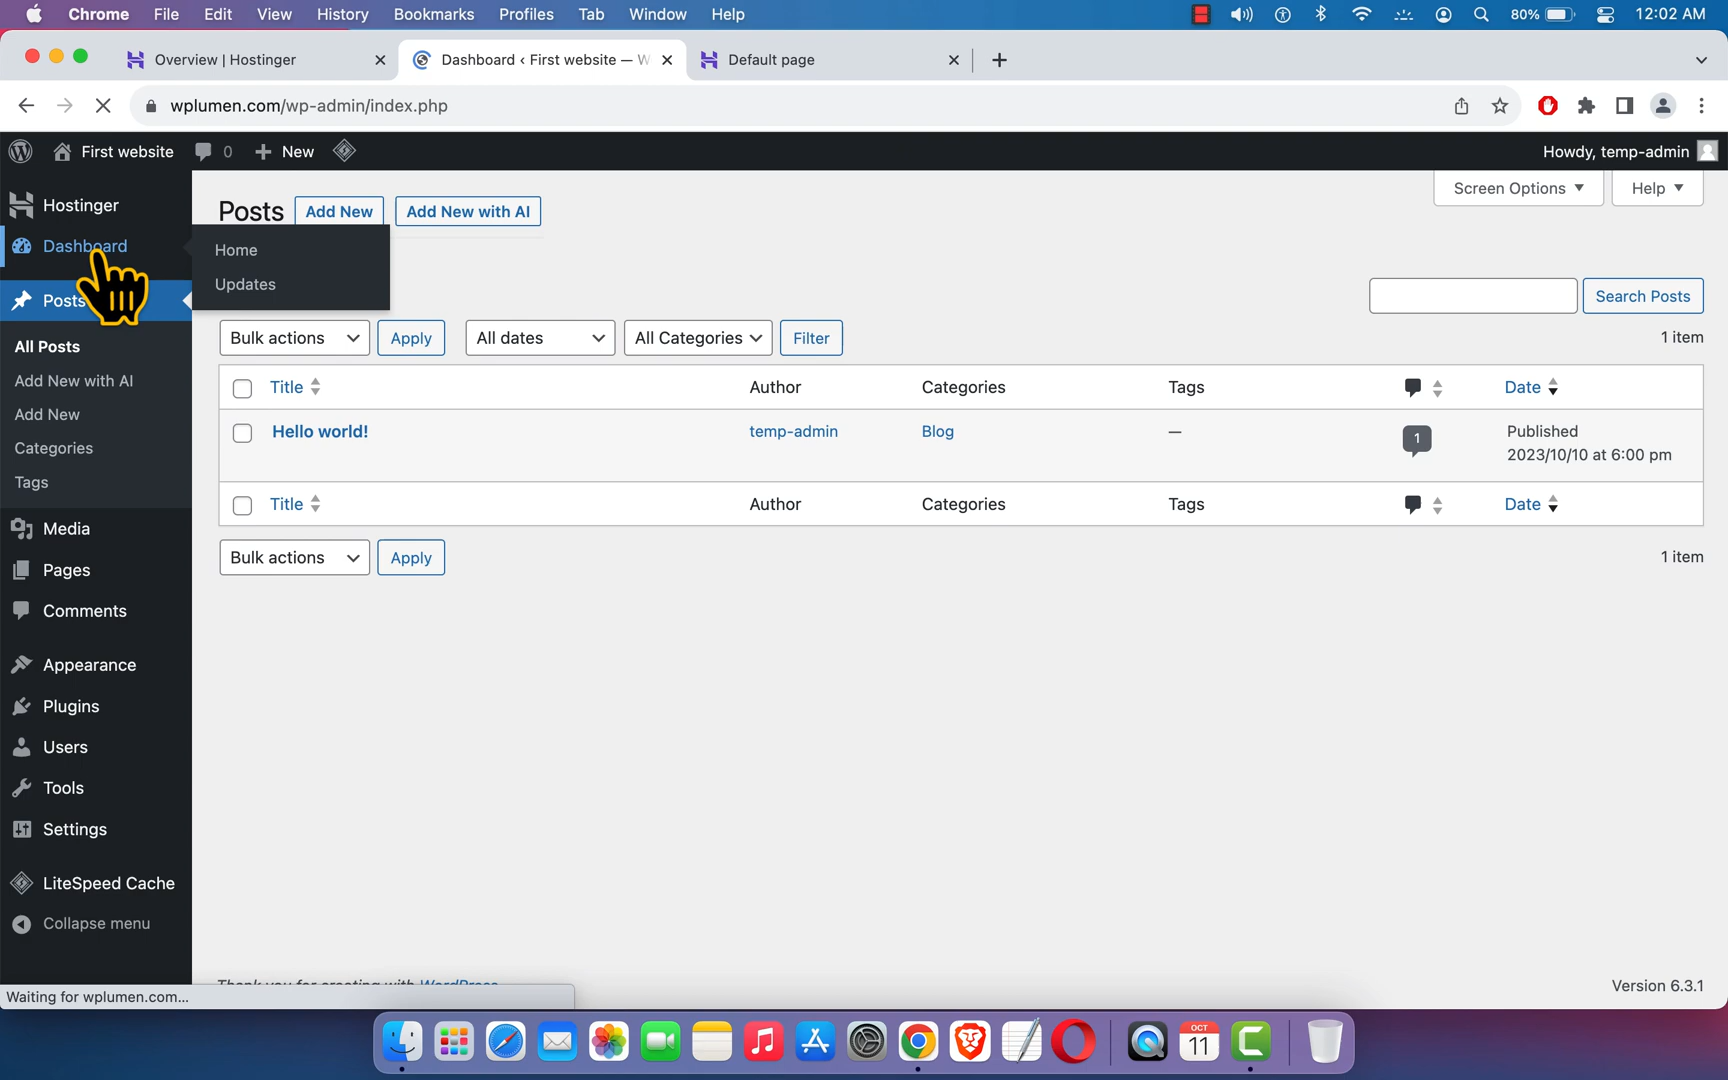 Chrome File Edit View History Bookmarks Profiles Tab Window Help 80% 12:02 AM
Overview | Hostinger Dashboard ‹ First website — W Default page
wplumen.com/wp-admin/index.php
First website 0 New Howdy, temp-admin
Hostinger
Dashboard
Home
Updates
Posts
All Posts
Add New with AI
Add New
Categories
Tags
Media
Pages
Comments
Appearance
Plugins
Users
Tools
Settings
LiteSpeed Cache
Collapse menu
Screen Options Help
Posts Add New Add New with AI
Search Posts
Bulk actions Apply All dates All Categories Filter 1 item
Title Author Categories Tags Date
Hello world! temp-admin Blog — 1 Published
2023/10/10 at 6:00 pm
Title Author Categories Tags Date
Bulk actions Apply 1 item
Thank you for creating with WordPress. Version 6.3.1
Waiting for wplumen.com...
OCT
11